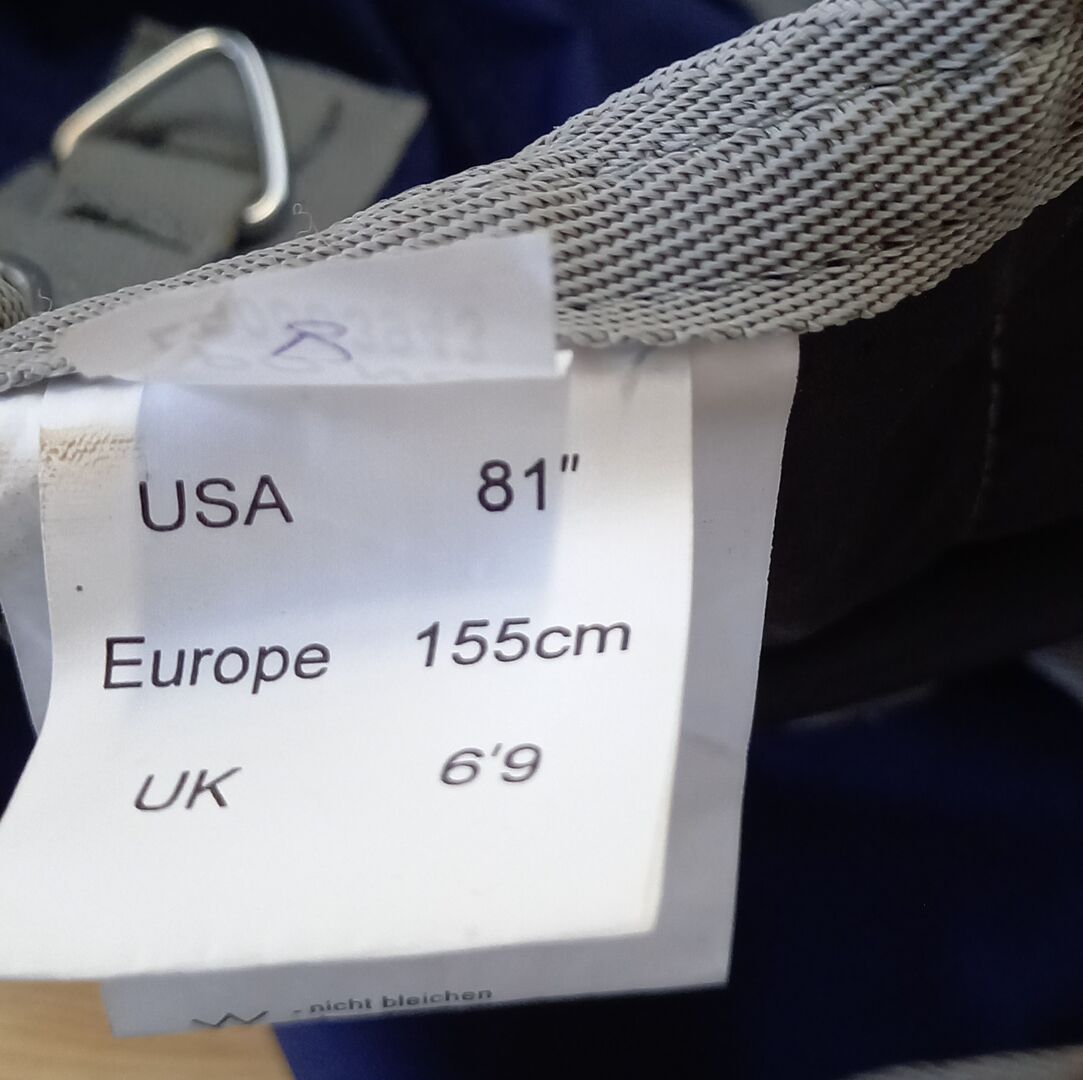 USA 81"
Europe 155cm
UK 6'9
- nicht bleichen